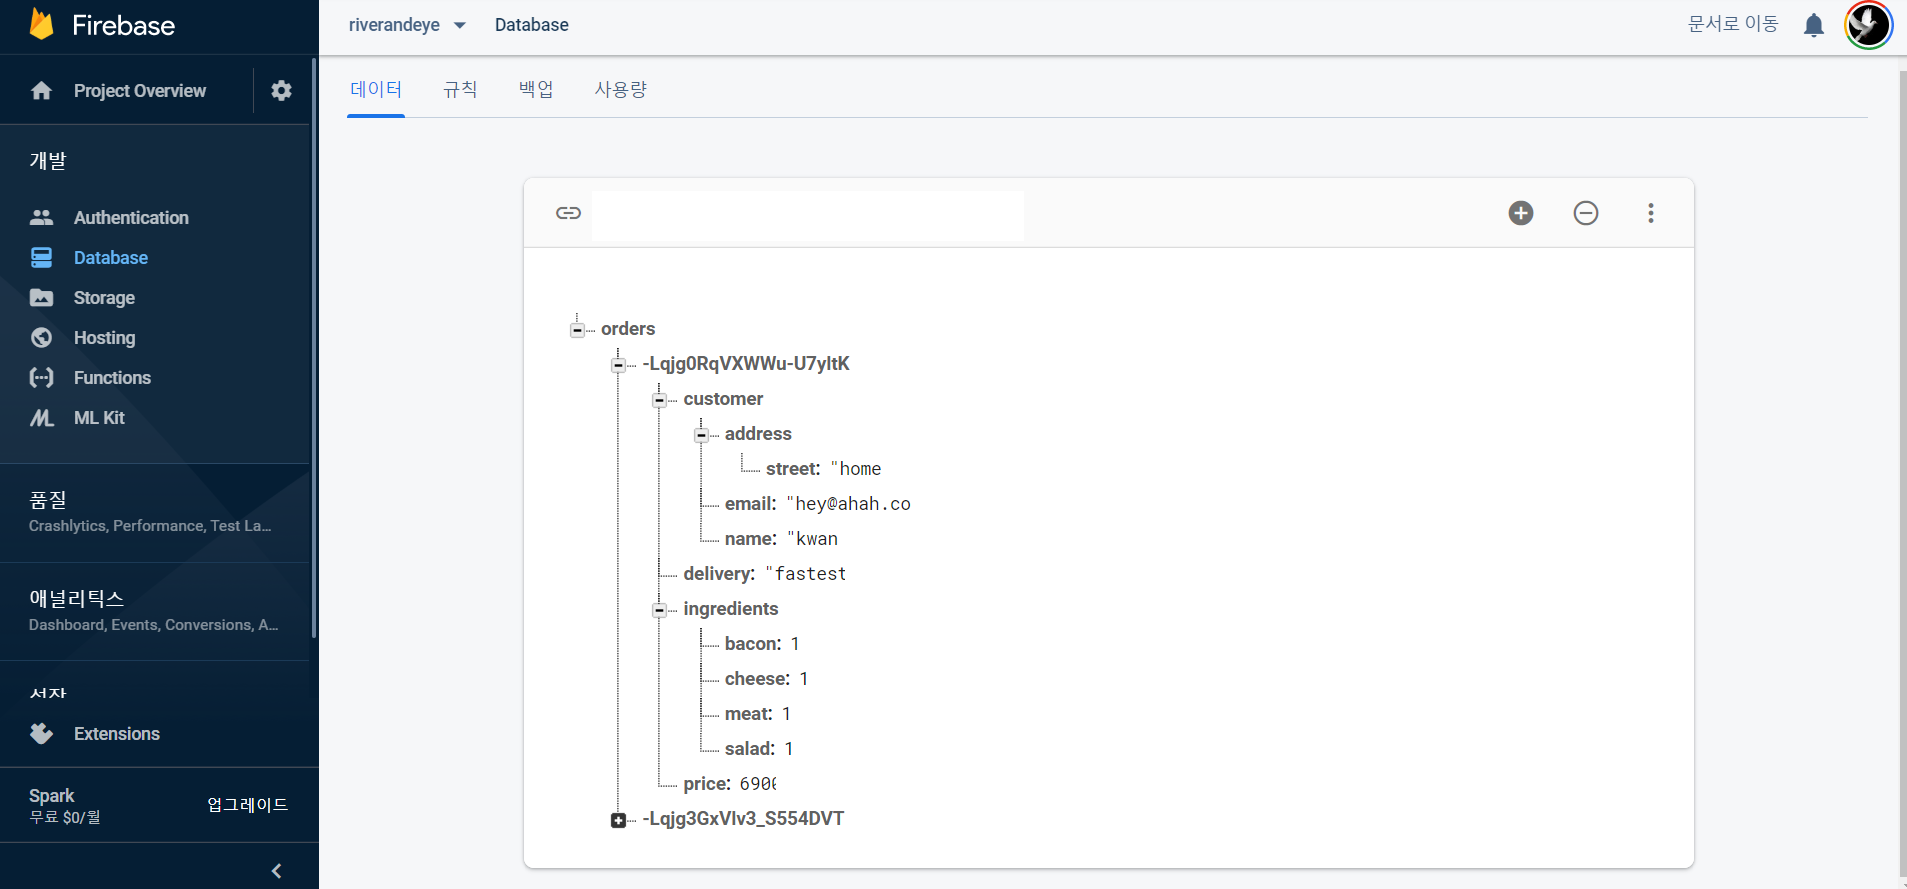 Firebase
riverandeye
Database
문서로 이동
Project Overview
데이터
규칙
백업
사용량
개발
Authentication
Database
Storage
Hosting
Functions
ML Kit
품질
Crashlytics, Performance, Test La...
애널리틱스
Dashboard, Events, Conversions, A...
Extensions
Spark
무료 $0/월
업그레이드
orders
-Lqjg0RqVXWWu-U7yltK
customer
address
street: "home
email: "hey@ahah.co
name: "kwan
delivery: "fastest
ingredients
bacon: 1
cheese: 1
meat: 1
salad: 1
price: 6900
-Lqjg3GxVlv3_S554DVT